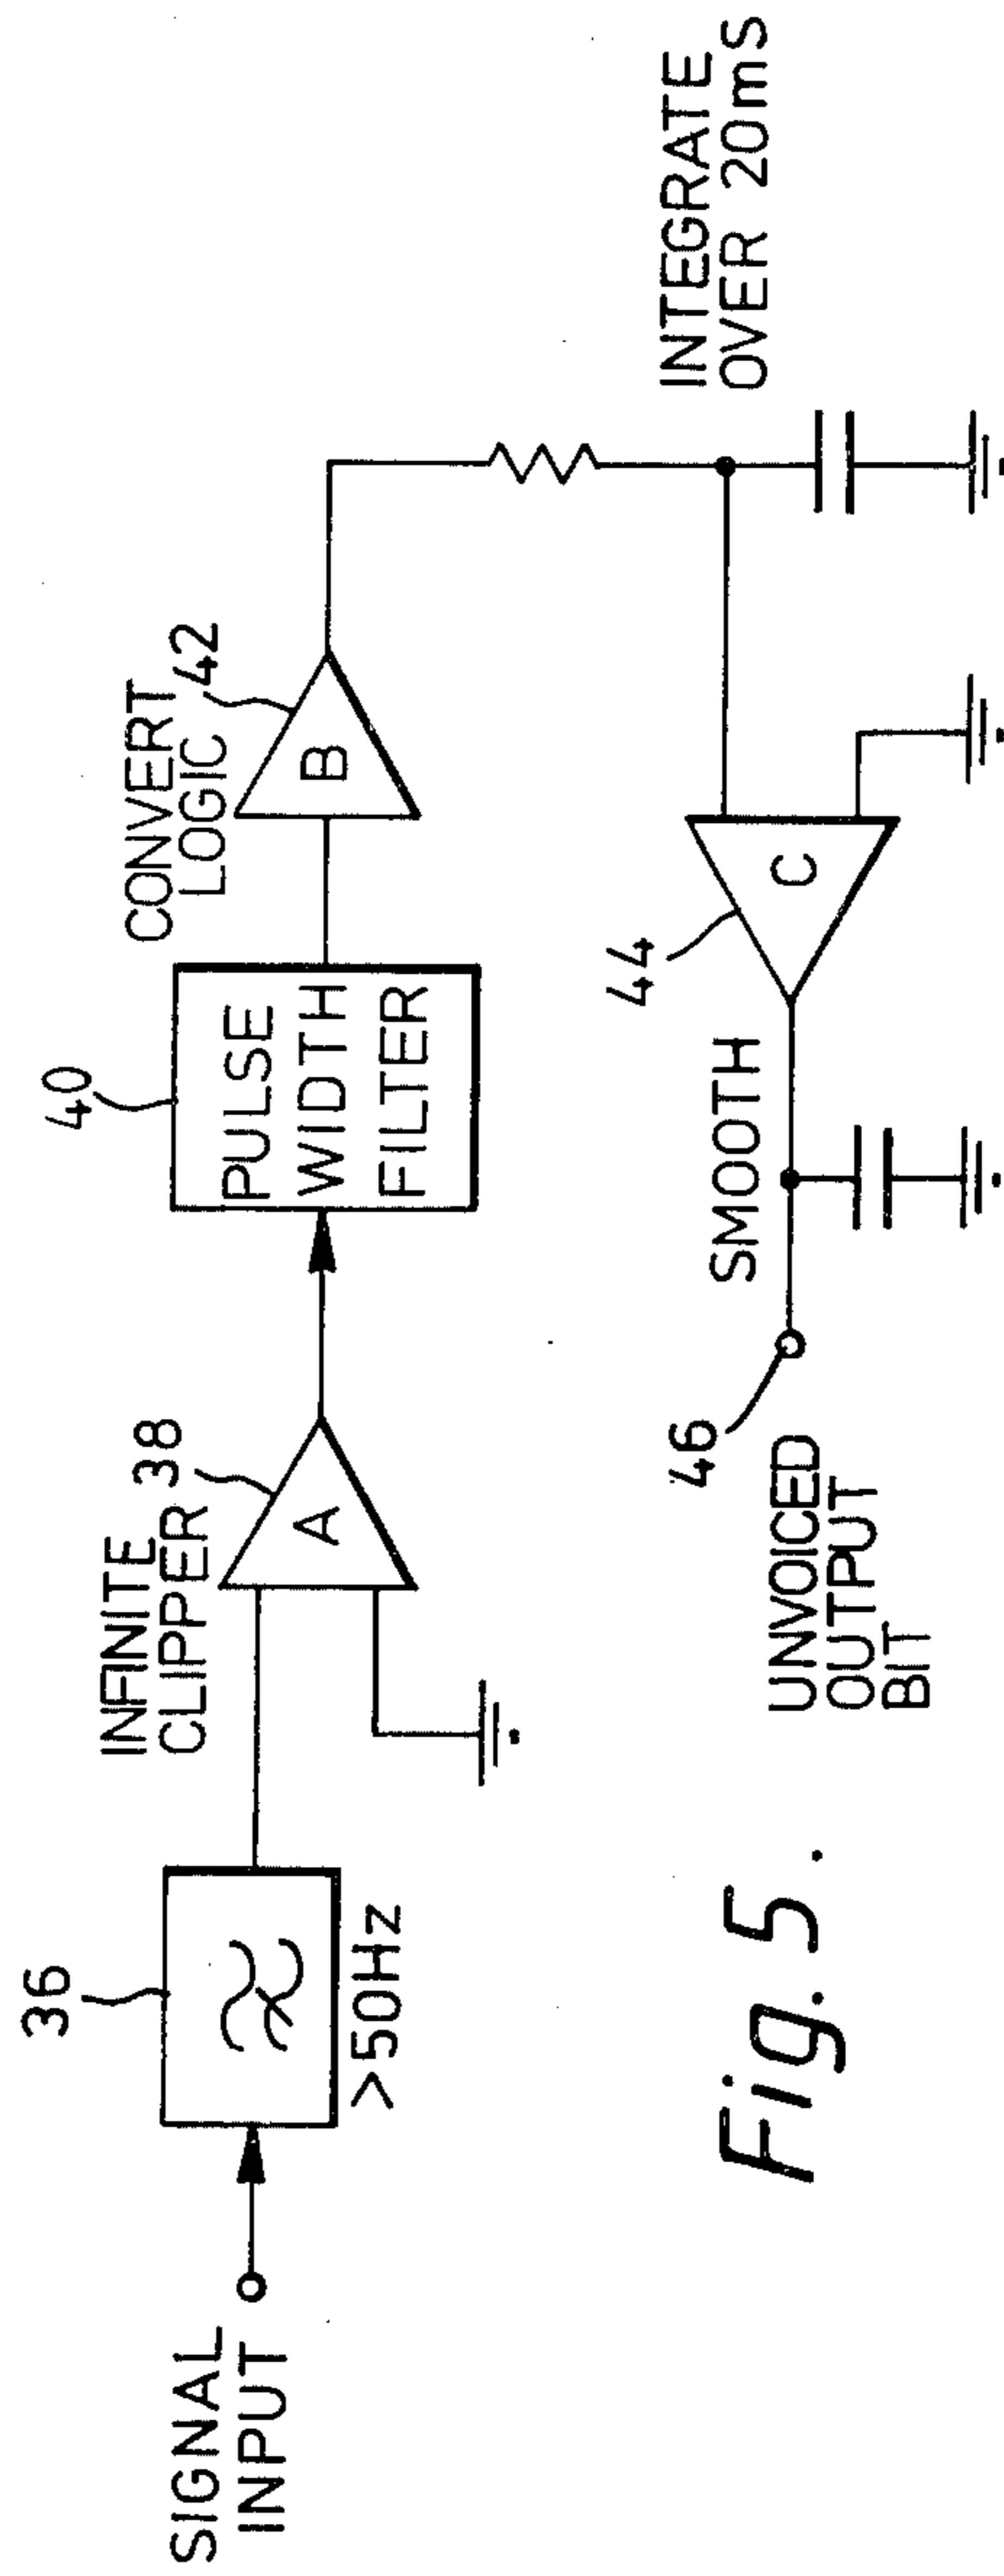 SIGNAL
INPUT
36
>50Hz
INFINITE
CLIPPER 38
A
40
PULSE
WIDTH
FILTER
CONVERT
LOGIC 42
B
INTEGRATE
OVER 20mS
44
C
SMOOTH
46
UNVOICED
OUTPUT
BIT
Fig. 5.